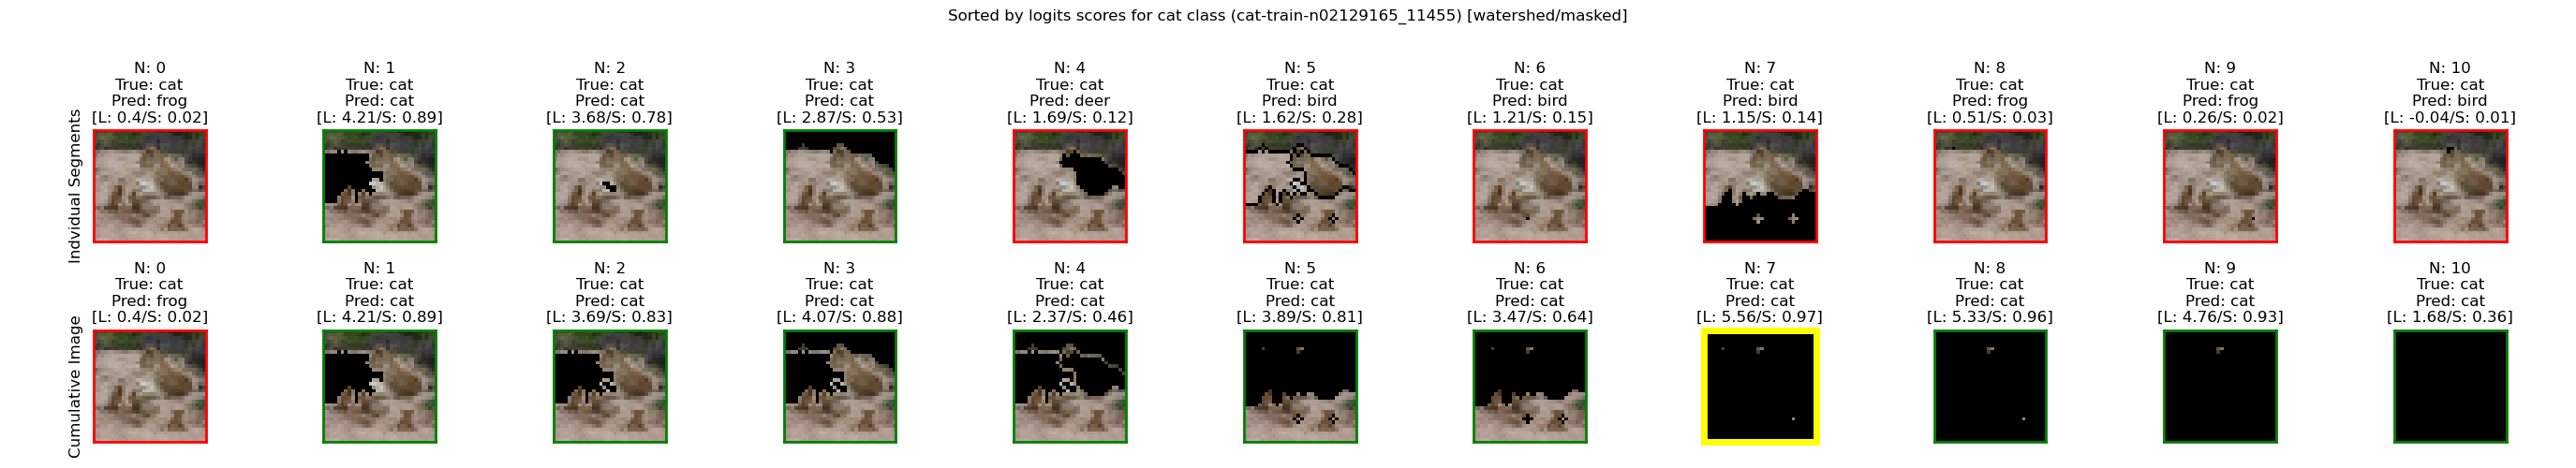 Sorted by logits scores for cat class (cat-train-n02129165_11455) [watershed/masked]
Indvidual Segments
N: 0
True: cat
Pred: frog
[L: 0.4/S: 0.02]
N: 1
True: cat
Pred: cat
[L: 4.21/S: 0.89]
N: 2
True: cat
Pred: cat
[L: 3.68/S: 0.78]
N: 3
True: cat
Pred: cat
[L: 2.87/S: 0.53]
N: 4
True: cat
Pred: deer
[L: 1.69/S: 0.12]
N: 5
True: cat
Pred: bird
[L: 1.62/S: 0.28]
N: 6
True: cat
Pred: bird
[L: 1.21/S: 0.15]
N: 7
True: cat
Pred: bird
[L: 1.15/S: 0.14]
N: 8
True: cat
Pred: frog
[L: 0.51/S: 0.03]
N: 9
True: cat
Pred: frog
[L: 0.26/S: 0.02]
N: 10
True: cat
Pred: bird
[L: -0.04/S: 0.01]
Cumulative Image
N: 0
True: cat
Pred: frog
[L: 0.4/S: 0.02]
N: 1
True: cat
Pred: cat
[L: 4.21/S: 0.89]
N: 2
True: cat
Pred: cat
[L: 3.69/S: 0.83]
N: 3
True: cat
Pred: cat
[L: 4.07/S: 0.88]
N: 4
True: cat
Pred: cat
[L: 2.37/S: 0.46]
N: 5
True: cat
Pred: cat
[L: 3.89/S: 0.81]
N: 6
True: cat
Pred: cat
[L: 3.47/S: 0.64]
N: 7
True: cat
Pred: cat
[L: 5.56/S: 0.97]
N: 8
True: cat
Pred: cat
[L: 5.33/S: 0.96]
N: 9
True: cat
Pred: cat
[L: 4.76/S: 0.93]
N: 10
True: cat
Pred: cat
[L: 1.68/S: 0.36]